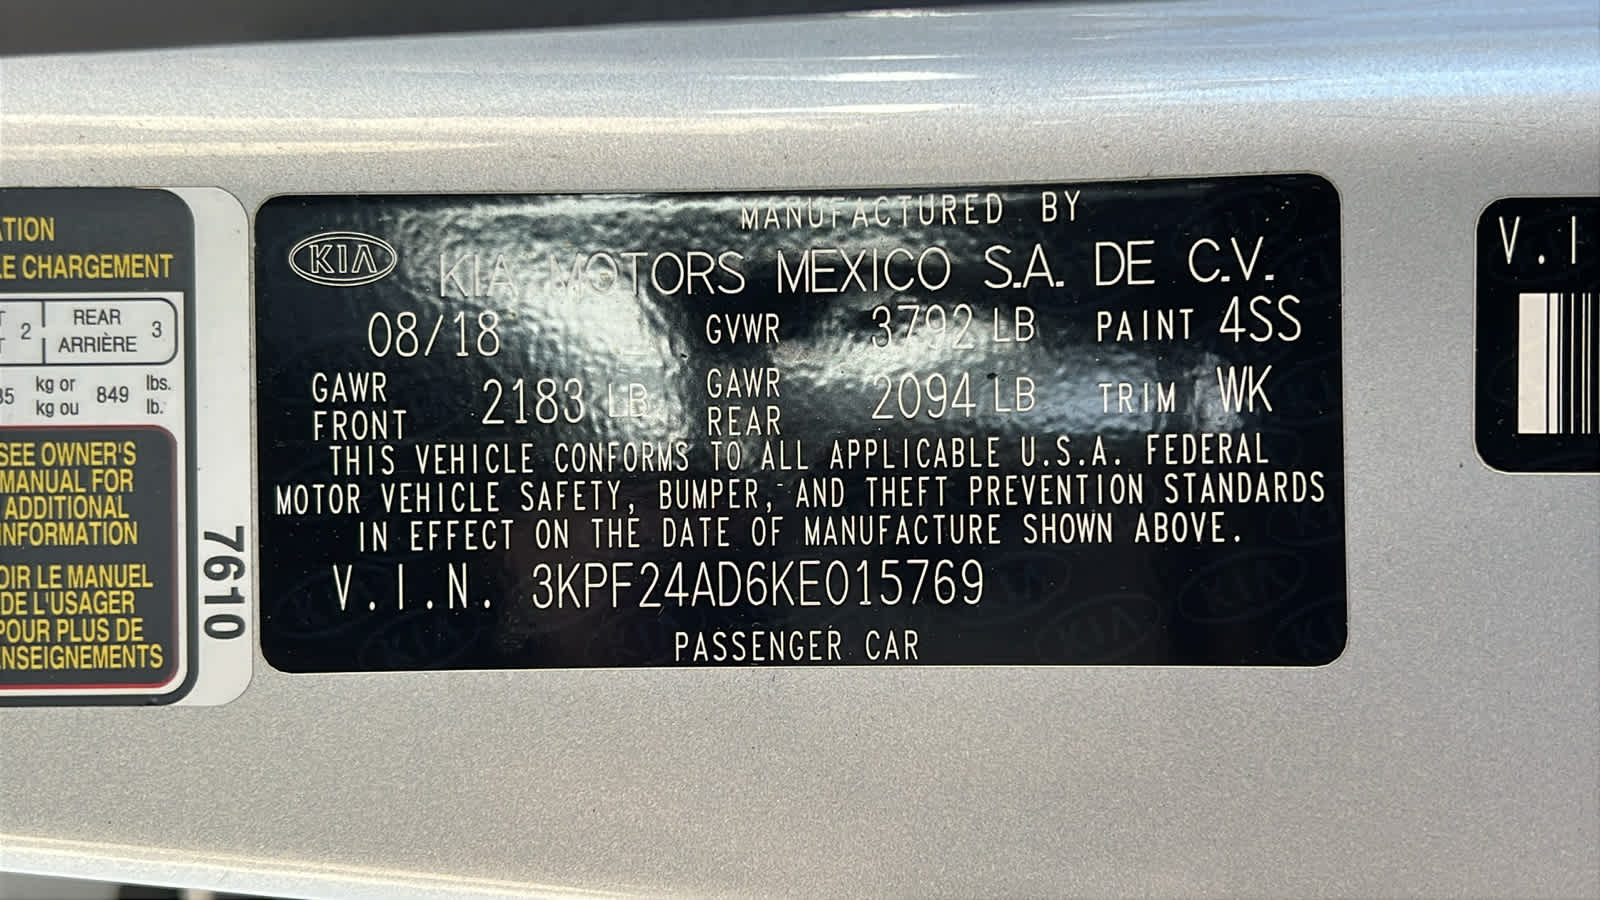 ATION
LE CHARGEMENT
2 REAR ARRIÈRE 3
kg or kg ou 849 lbs. lb.
SEE OWNER'S
MANUAL FOR
ADDITIONAL
INFORMATION
OIR LE MANUEL
DE L'USAGER
POUR PLUS DE
ENSEIGNEMENTS
7610
MANUFACTURED BY
KIA KIA MOTORS MEXICO S.A. DE C.V.
08/18 GVWR 3792 LB PAINT 4SS
GAWR FRONT 2183 LB GAWR REAR 2094 LB TRIM WK
THIS VEHICLE CONFORMS TO ALL APPLICABLE U.S.A. FEDERAL
MOTOR VEHICLE SAFETY, BUMPER, AND THEFT PREVENTION STANDARDS
IN EFFECT ON THE DATE OF MANUFACTURE SHOWN ABOVE.
V.I.N. 3KPF24AD6KE015769
PASSENGER CAR
V.I